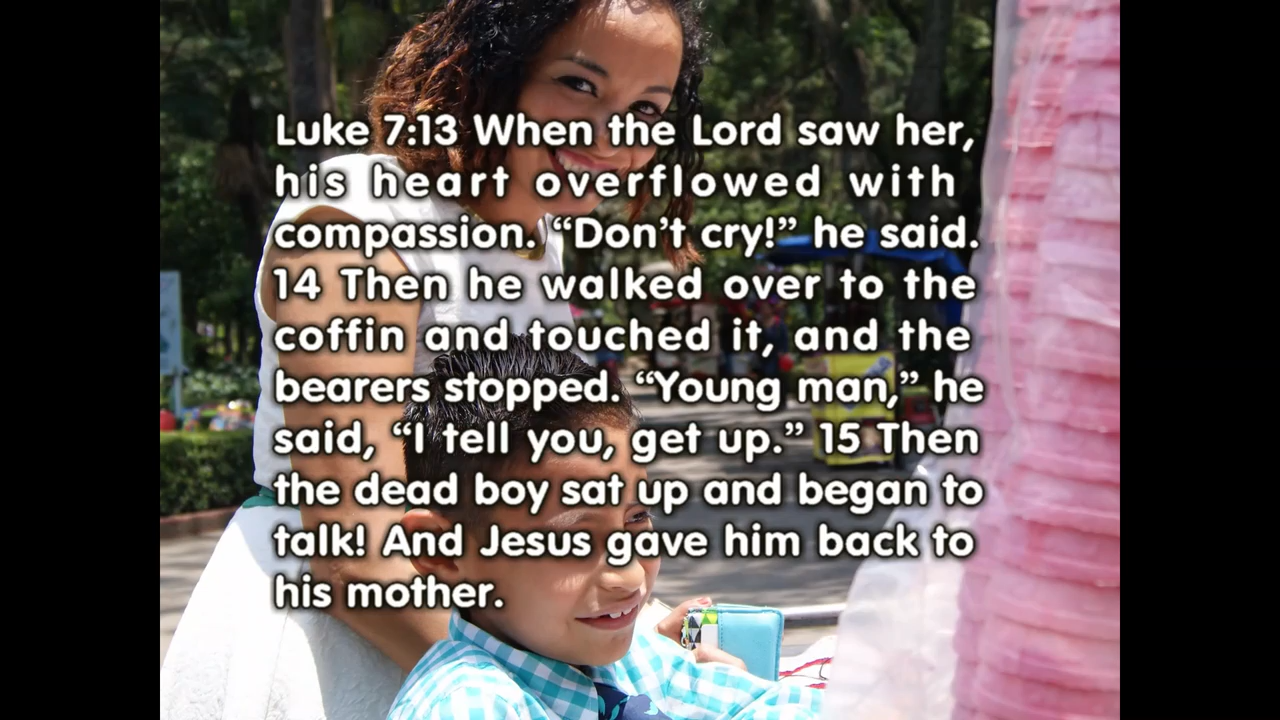 Luke 7:13 When the Lord saw her,
his heart overflowed with
compassion. “Don’t cry!” he said.
14 Then he walked over to the
coffin and touched it, and the
bearers stopped. “Young man,” he
said, “I tell you, get up.” 15 Then
the dead boy sat up and began to
talk! And Jesus gave him back to
his mother.